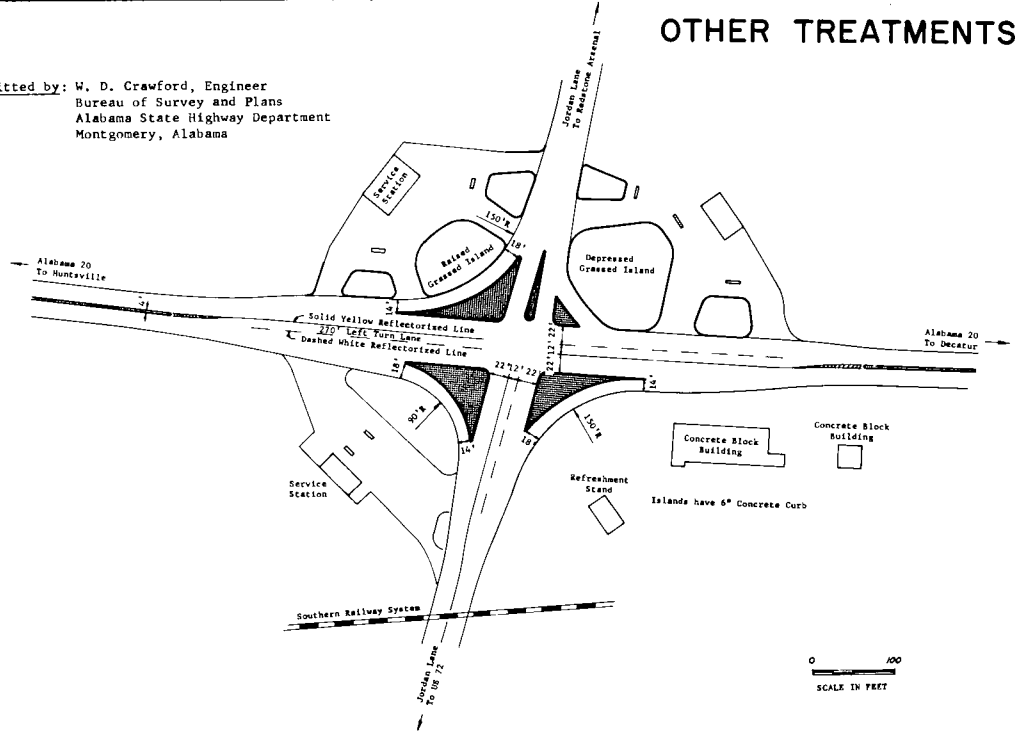 OTHER TREATMENTS
itted by: W. D. Crawford, Engineer
Bureau of Survey and Plans
Alabama State Highway Department
Montgomery, Alabama
Jordan Lane
To Redstone Arsenal
Service
Station
150'R
18'
Raised
Grassed Island
Depressed
Grassed Island
Alabama 20
To Huntsville
4'
14'
Solid Yellow Reflectorized Line
270' Left Turn Lane
Dashed White Reflectorized Line
22' 12' 22'
22' 12' 22'
Alabama 20
To Decatur
18'
90'R
14'
14'
150'R
18'
Concrete Block
Building
Concrete Block
Building
Service
Station
Refreshment
Stand
Islands have 6" Concrete Curb
Southern Railway System
Jordan Lane
To US 72
0 100
SCALE IN FEET